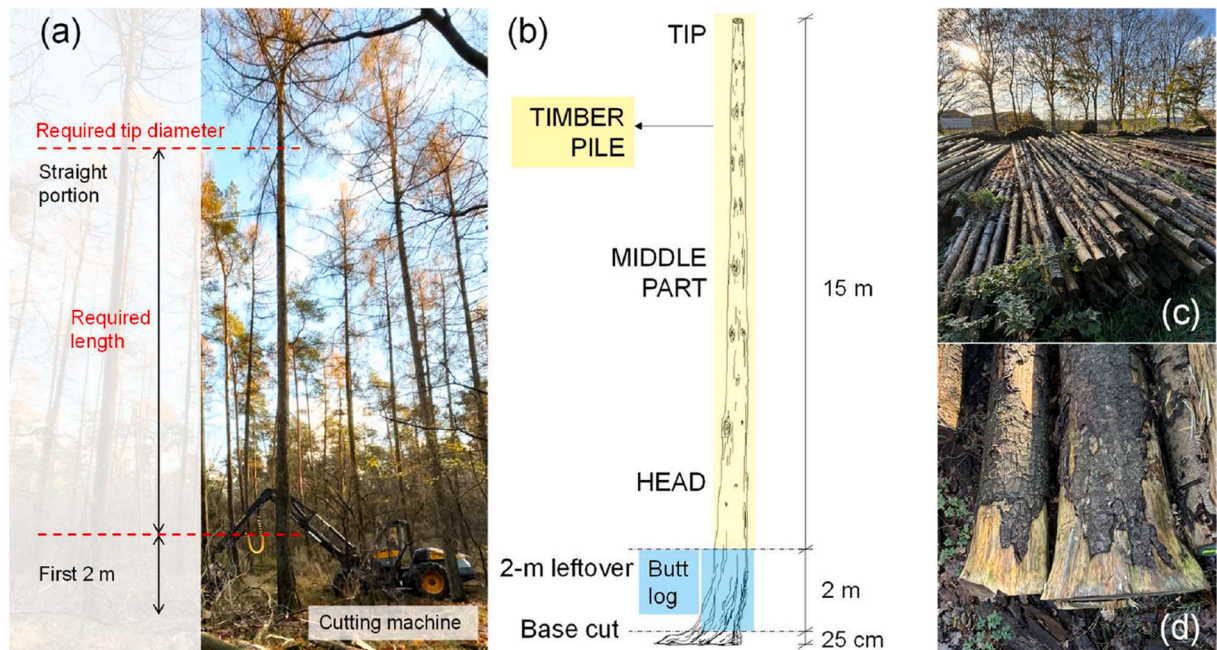 (a)
Required tip diameter
Straight
portion
Required
length
First 2 m
Cutting machine
(b)
TIP
TIMBER
PILE
MIDDLE
PART
15 m
HEAD
2-m leftover
Butt
log
2 m
Base cut
25 cm
(c)
(d)